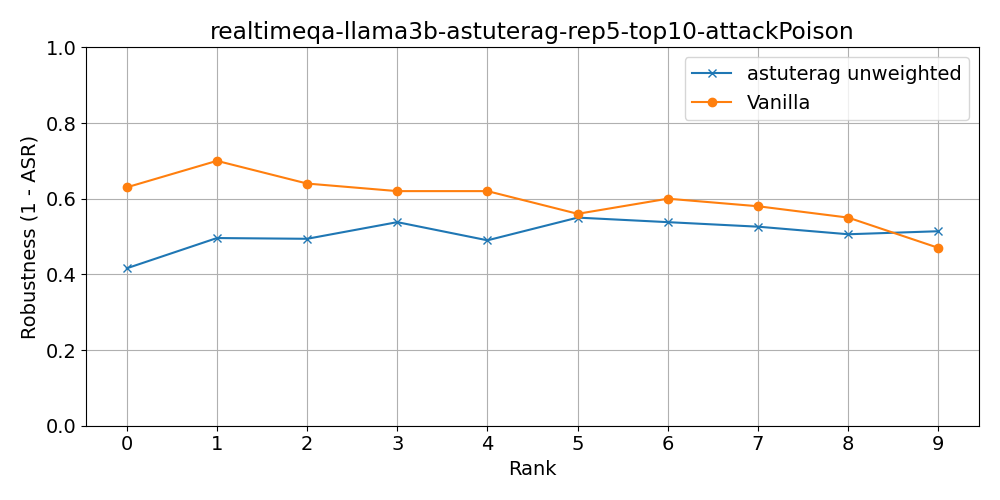 realtimeqa-llama3b-astuterag-rep5-top10-attackPoison
Robustness (1 - ASR)
1.0
0.8
0.6
0.4
0.2
0.0
astuterag unweighted
Vanilla
0 1 2 3 4 5 6 7 8 9
Rank